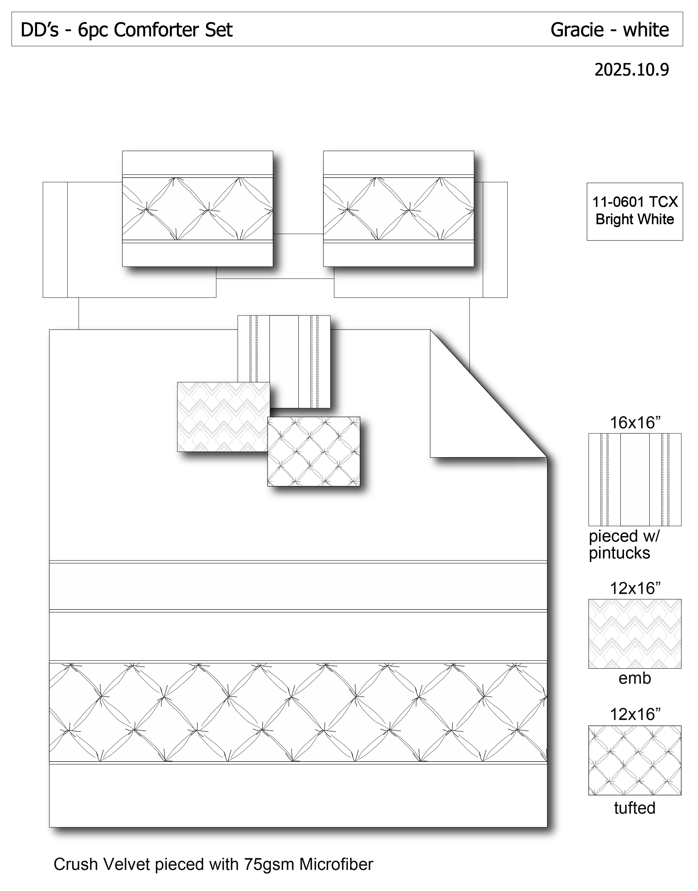 DD’s - 6pc Comforter Set
Gracie - white
2025.10.9
11-0601 TCX
Bright White
16x16”
pieced w/
pintucks
12x16”
emb
12x16”
tufted
Crush Velvet pieced with 75gsm Microfiber